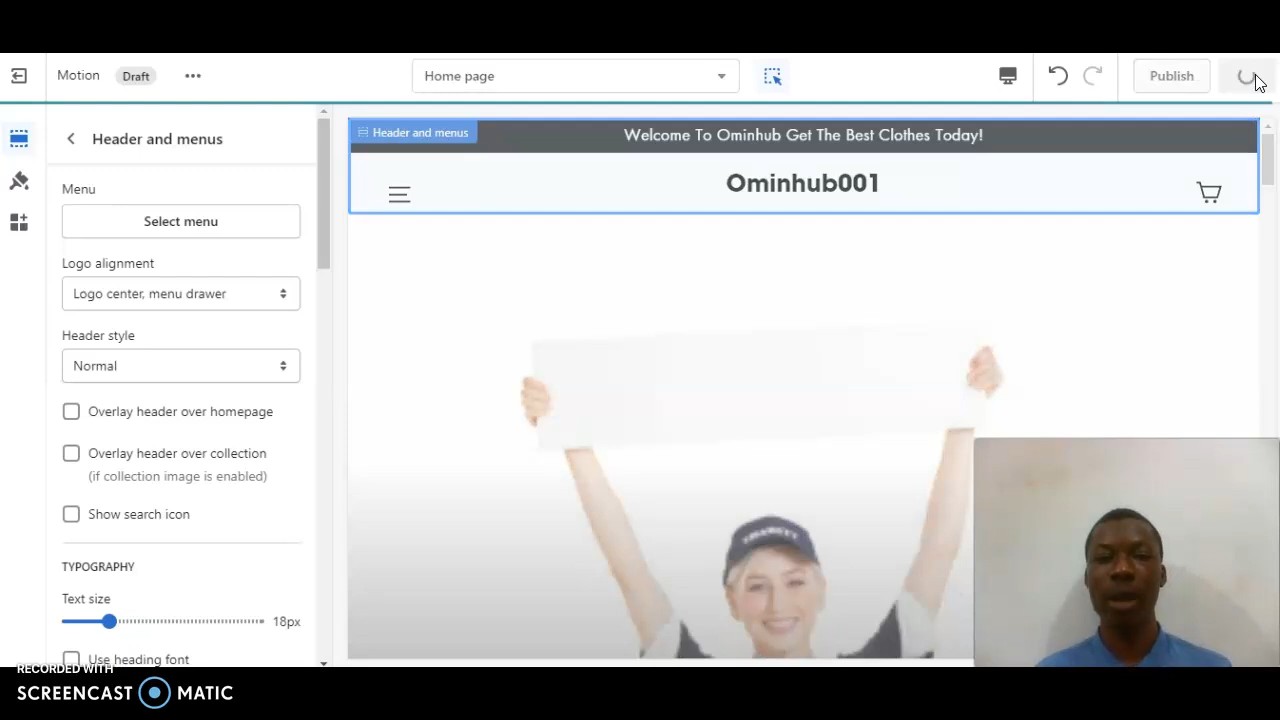 Motion
Draft
Home page
Publish
Header and menus
Menu
Select menu
Logo alignment
Logo center, menu drawer
Header style
Normal
Overlay header over homepage
Overlay header over collection
(if collection image is enabled)
Show search icon
TYPOGRAPHY
Text size
18px
Use heading font
Header and menus
Welcome To Ominhub Get The Best Clothes Today!
Ominhub001
RECORDED WITH
SCREENCAST MATIC